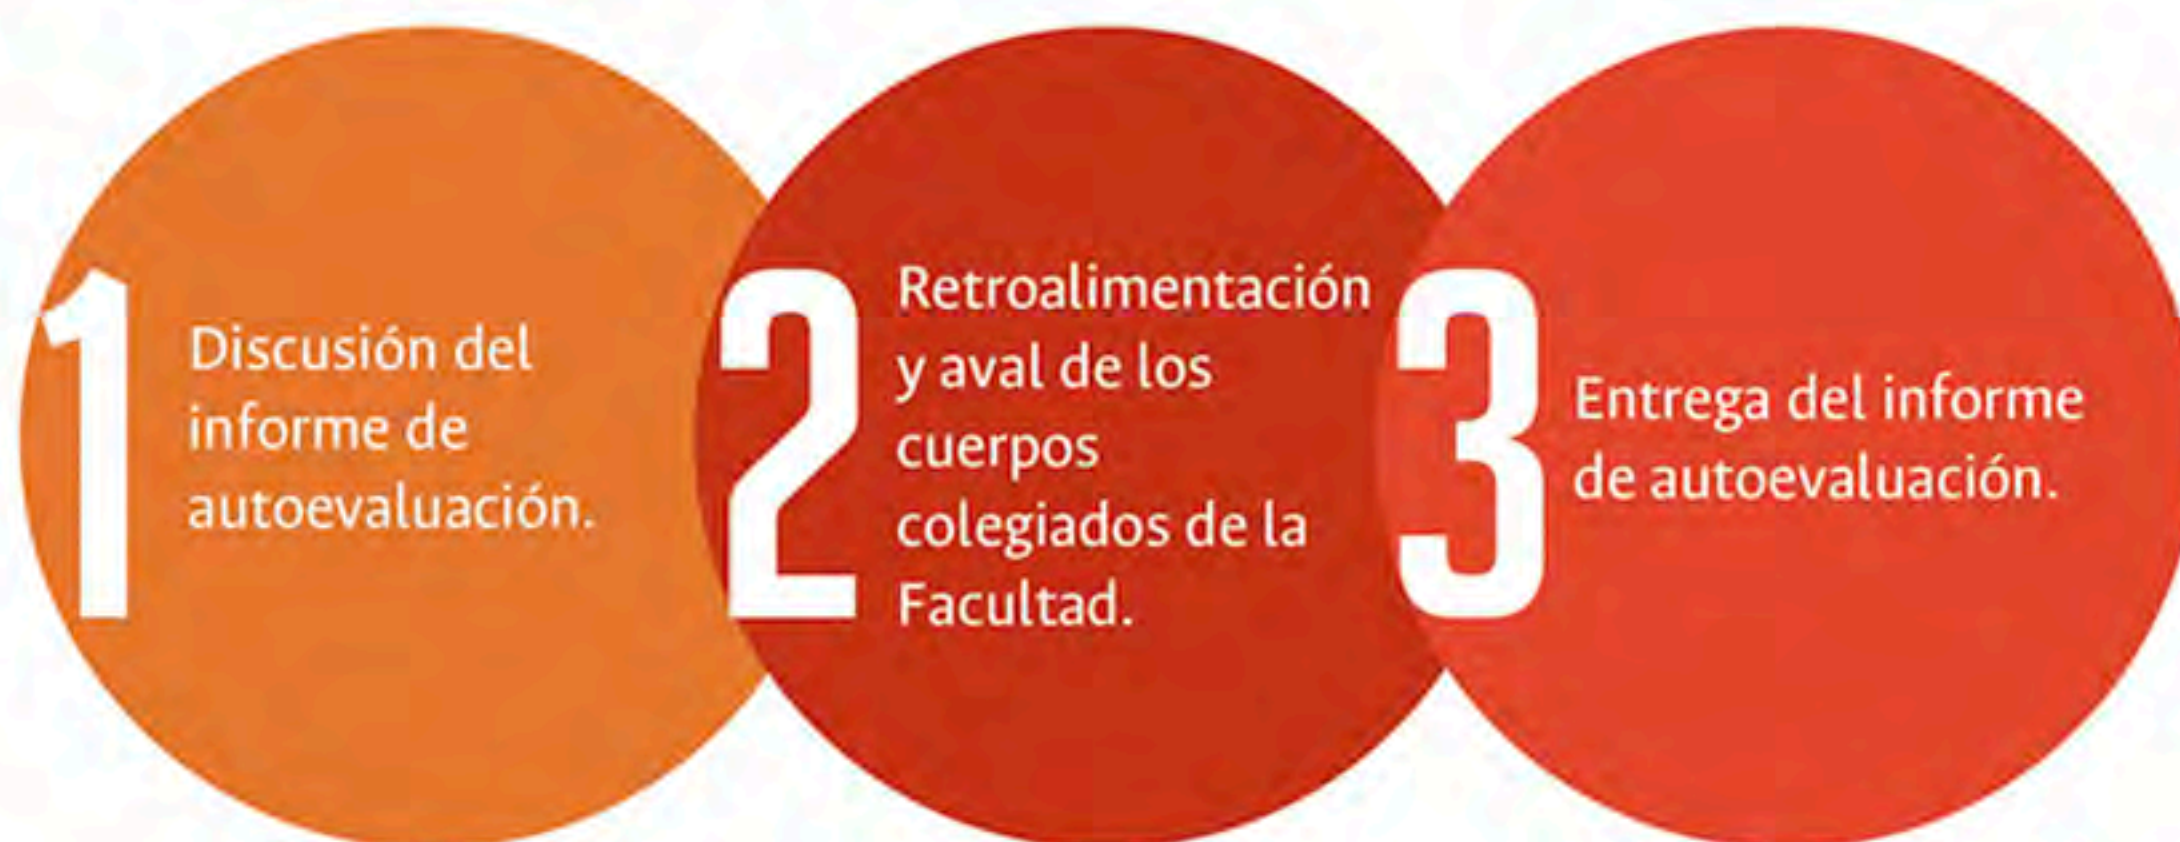 1
Discusión del
informe de
autoevaluación.
2
Retroalimentación
y aval de los
cuerpos
colegiados de la
Facultad.
3
Entrega del informe
de autoevaluación.